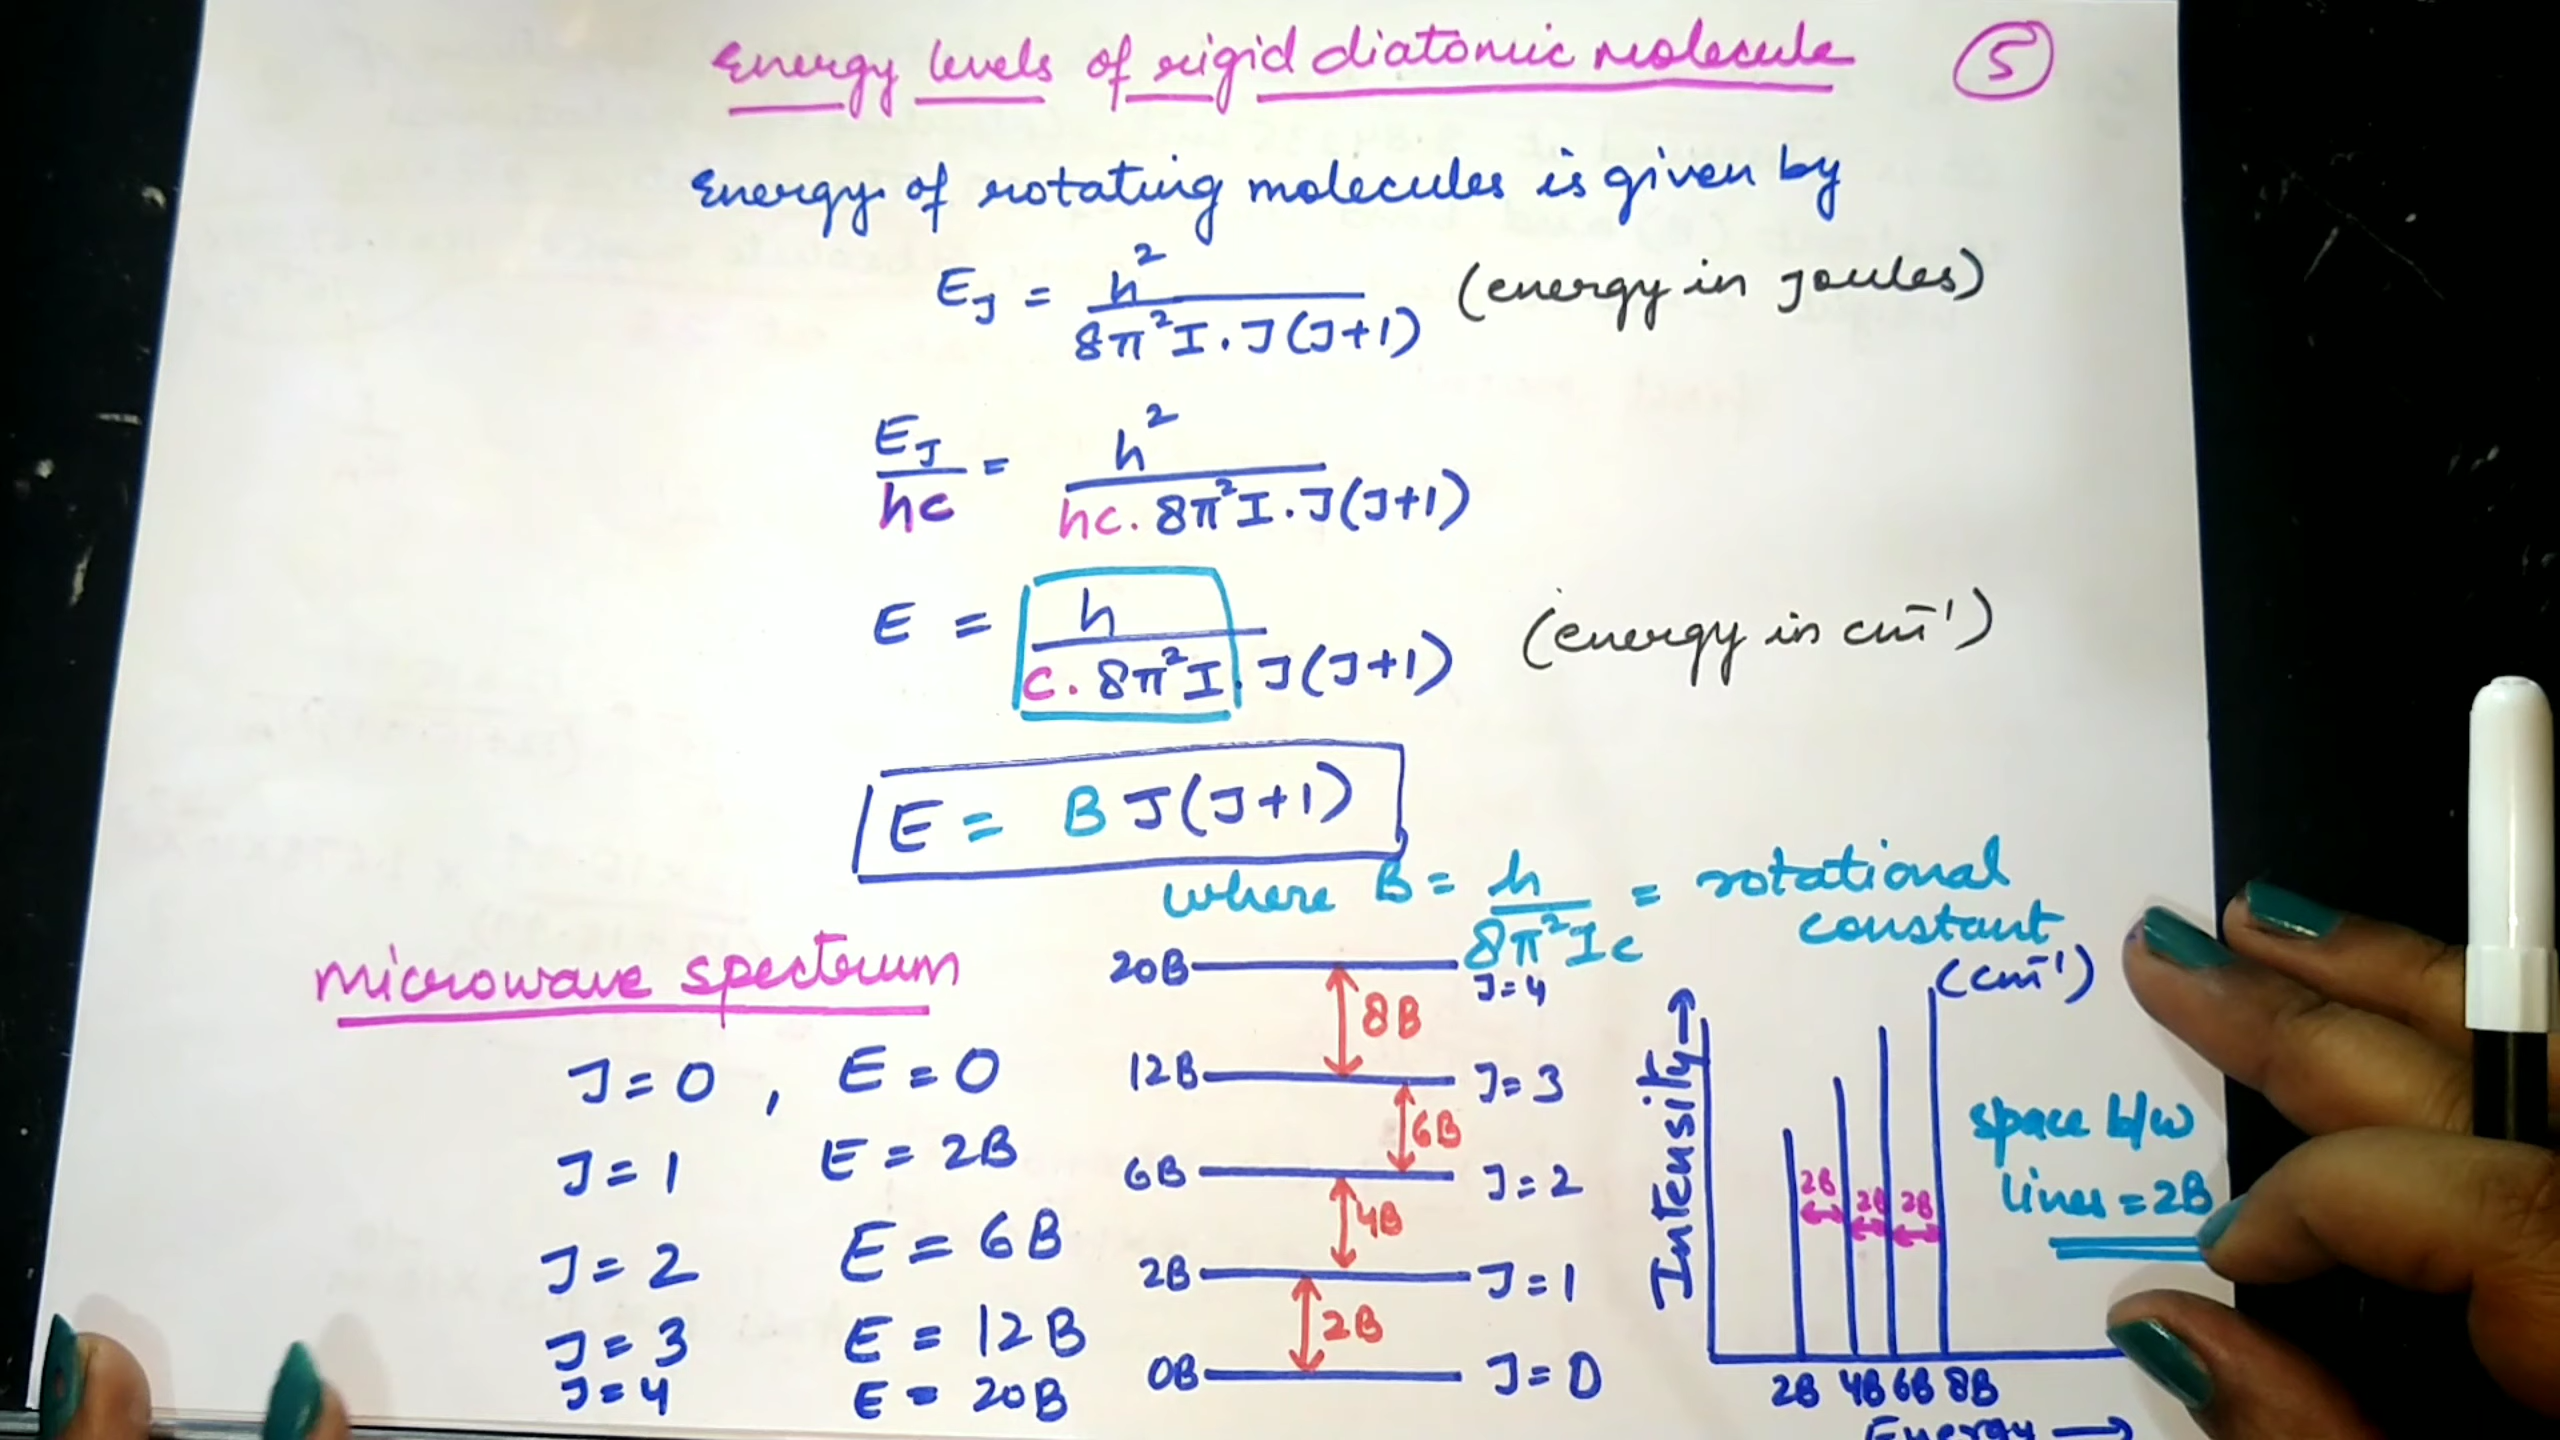 Energy levels of rigid diatomic molecule ⑤
Energy of rotating molecules is given by
E_J = h² / 8π²I . J(J+1) (energy in Joules)
E_J / hc = h² / hc. 8π²I . J(J+1)
E = h / c. 8π²I . J(J+1) (energy in cm⁻¹)
E = B J(J+1)
where B = h / 8π²Ic = rotational
constant
(cm⁻¹)
Microwave spectrum
J = 0 , E = 0
J = 1 E = 2B
J = 2 E = 6B
J = 3 E = 12B
J = 4 E = 20B
20B J=4
8B
12B J=3
6B
6B J=2
4B
2B J=1
2B
0B J=0
Intensity→
2B 2B 2B
space b/w
lines = 2B
2B 4B 6B 8B
Energy →